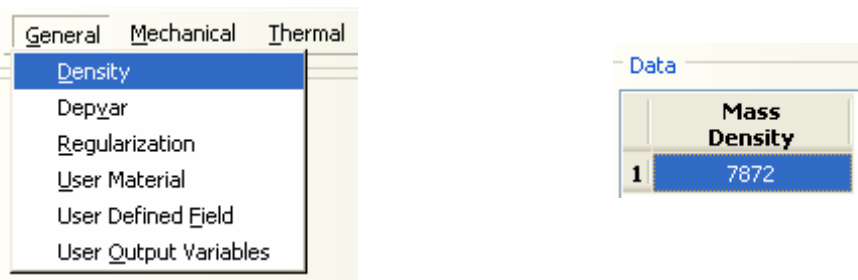 General Mechanical Thermal
Density
Depvar
Regularization
User Material
User Defined Field
User Output Variables
Data
Mass
Density
1 7872